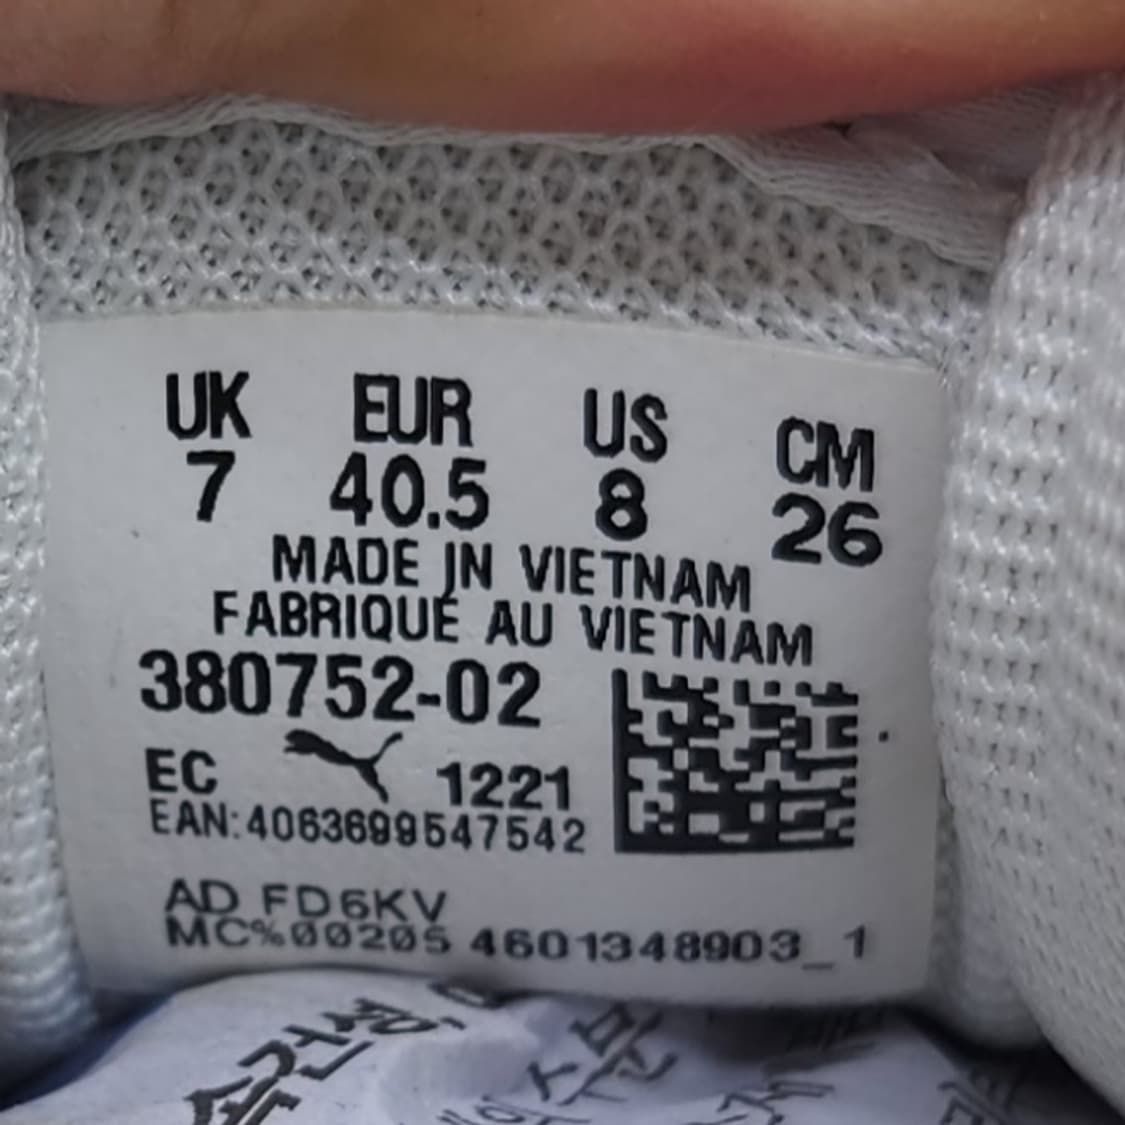 UK EUR US CM
7 40.5 8 26
MADE IN VIETNAM
FABRIQUÉ AU VIETNAM
380752-02
EC 1221
EAN:4063699547542
AD FD6KV
MC%00205 4601348903_1